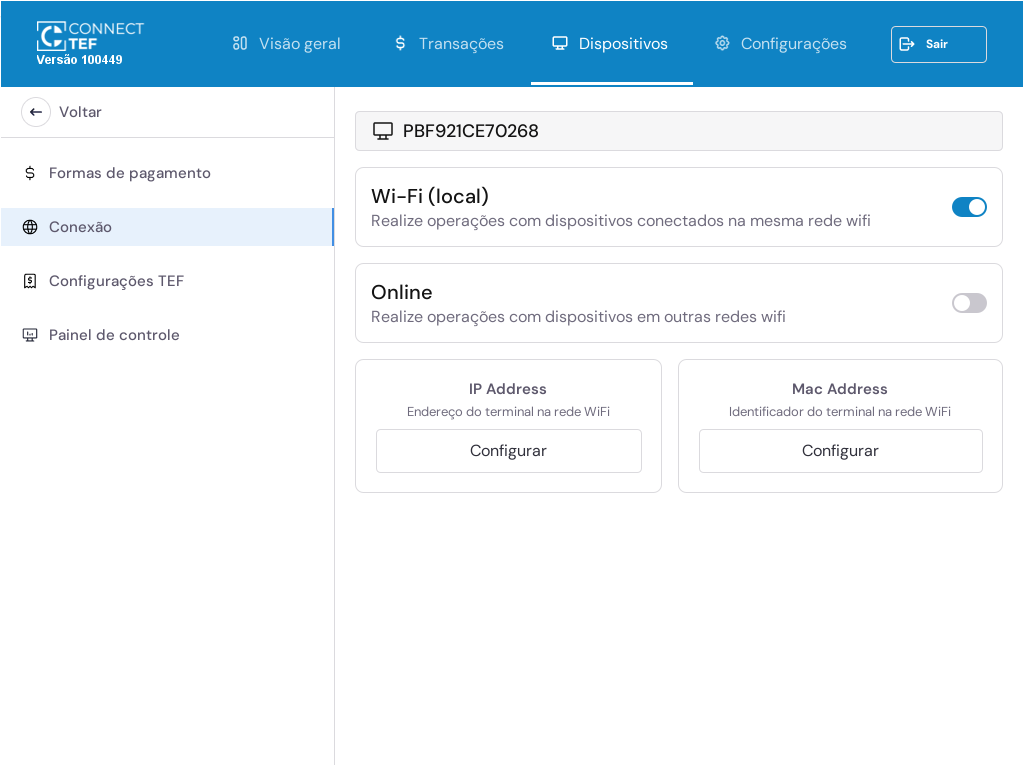 CONNECT
TEF
Versão 100449
Visão geral
Transações
Dispositivos
Configurações
Sair
Voltar
Formas de pagamento
Conexão
Configurações TEF
Painel de controle
PBF921CE70268
Wi-Fi (local)
Realize operações com dispositivos conectados na mesma rede wifi
Online
Realize operações com dispositivos em outras redes wifi
IP Address
Endereço do terminal na rede WiFi
Configurar
Mac Address
Identificador do terminal na rede WiFi
Configurar